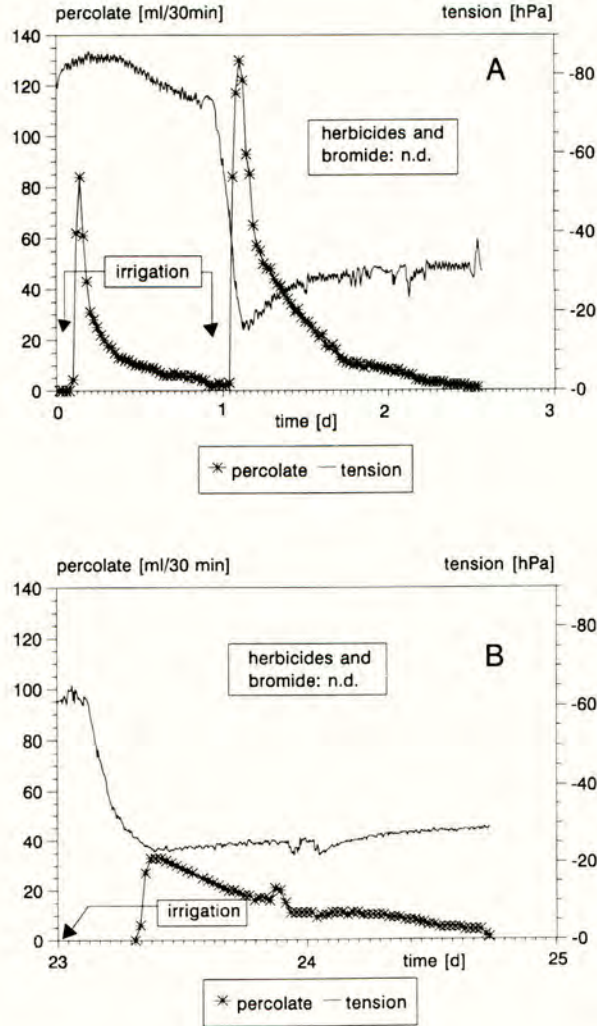 percolate [ml/30min] tension [hPa]
140
120
100
80
60
40
20
0
-80
-60
-40
-20
-0
A
herbicides and
bromide: n.d.
irrigation
0 1 2 3
time [d]
percolate tension
percolate [ml/30 min] tension [hPa]
140
120
100
80
60
40
20
0
-80
-60
-40
-20
-0
B
herbicides and
bromide: n.d.
irrigation
23 24 25
time [d]
percolate tension